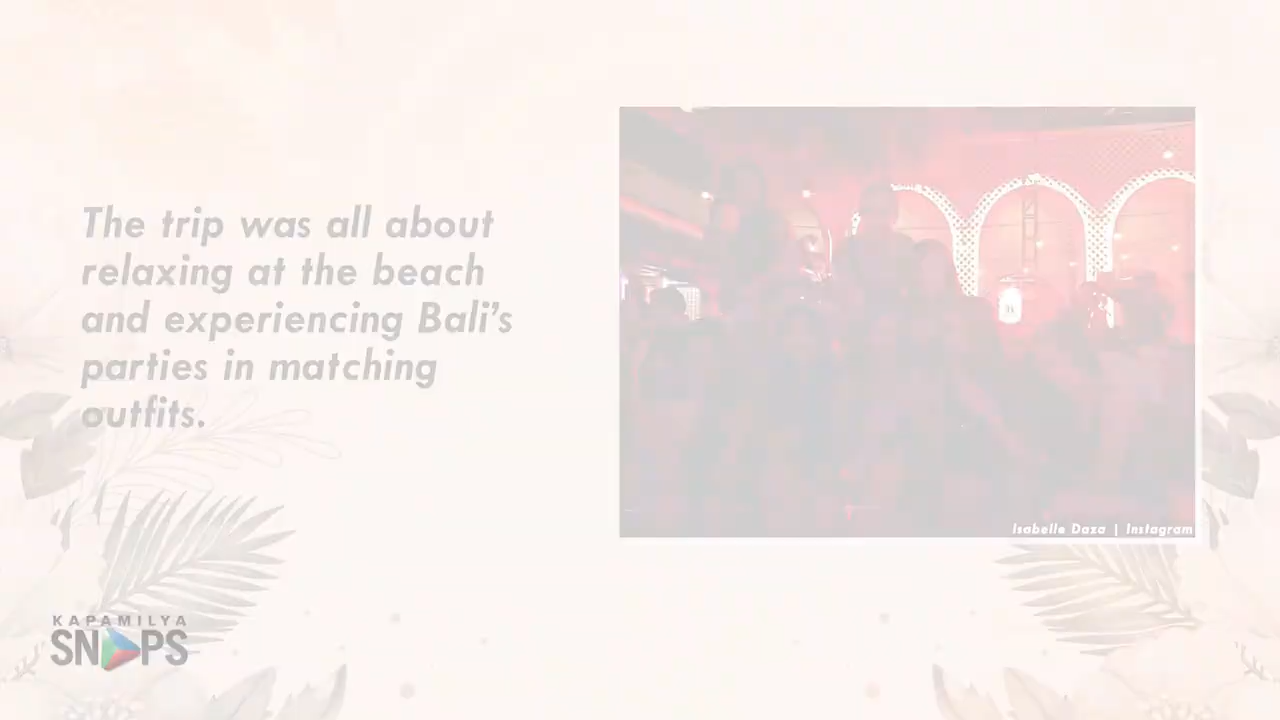 The trip was all about
relaxing at the beach
and experiencing Bali’s
parties in matching
outfits.
Isabelle Daza | Instagram
KAPAMILYA
SNAPS